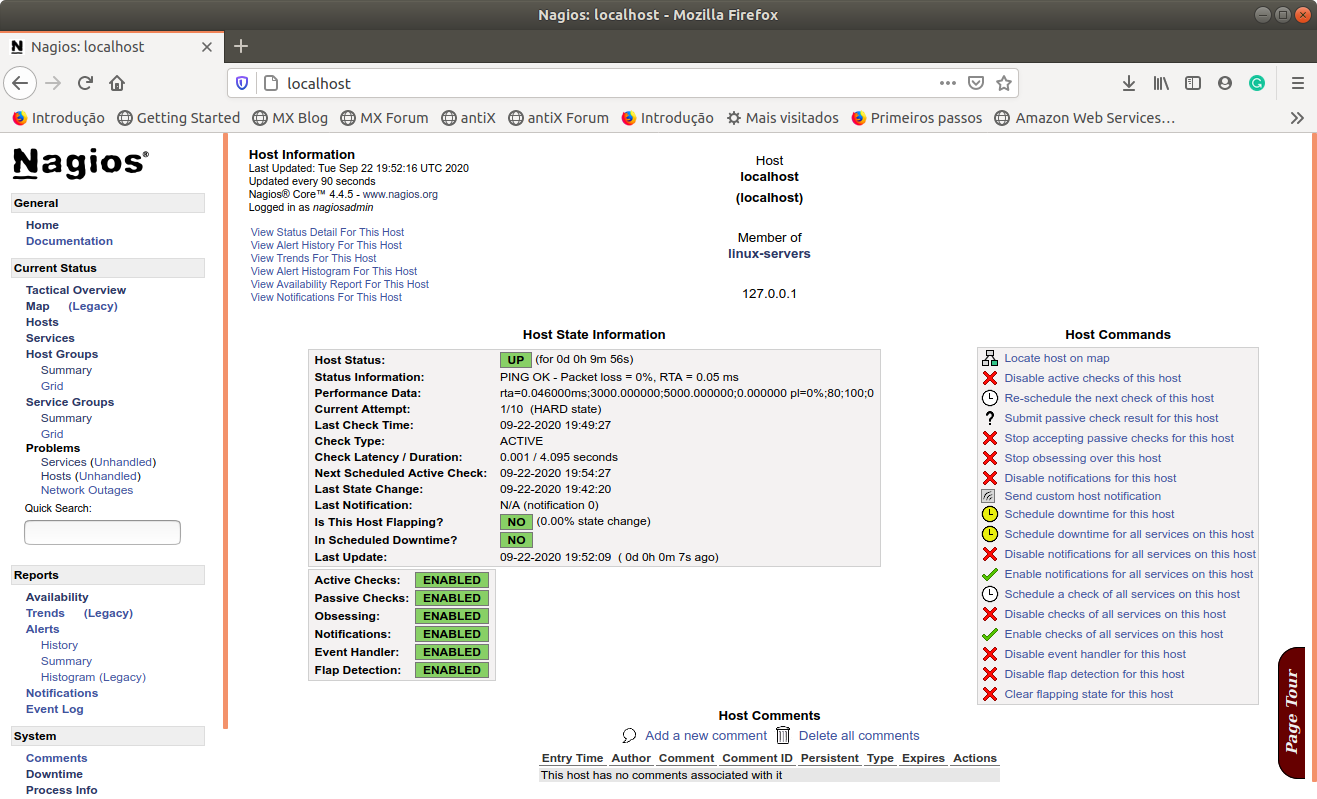 Nagios: localhost - Mozilla Firefox
Nagios: localhost
localhost
Introdução Getting Started MX Blog MX Forum antiX antiX Forum Introdução Mais visitados Primeiros passos Amazon Web Services…
Nagios®
General
Home
Documentation
Current Status
Tactical Overview
Map (Legacy)
Hosts
Services
Host Groups
Summary
Grid
Service Groups
Summary
Grid
Problems
Services (Unhandled)
Hosts (Unhandled)
Network Outages
Quick Search:
Reports
Availability
Trends (Legacy)
Alerts
History
Summary
Histogram (Legacy)
Notifications
Event Log
System
Comments
Downtime
Process Info
Host Information
Last Updated: Tue Sep 22 19:52:16 UTC 2020
Updated every 90 seconds
Nagios® Core™ 4.4.5 - www.nagios.org
Logged in as nagiosadmin
View Status Detail For This Host
View Alert History For This Host
View Trends For This Host
View Alert Histogram For This Host
View Availability Report For This Host
View Notifications For This Host
Host
localhost
(localhost)
Member of
linux-servers
127.0.0.1
Host State Information
Host Status: UP (for 0d 0h 9m 56s)
Status Information: PING OK - Packet loss = 0%, RTA = 0.05 ms
Performance Data: rta=0.046000ms;3000.000000;5000.000000;0.000000 pl=0%;80;100;0
Current Attempt: 1/10 (HARD state)
Last Check Time: 09-22-2020 19:49:27
Check Type: ACTIVE
Check Latency / Duration: 0.001 / 4.095 seconds
Next Scheduled Active Check: 09-22-2020 19:54:27
Last State Change: 09-22-2020 19:42:20
Last Notification: N/A (notification 0)
Is This Host Flapping? NO (0.00% state change)
In Scheduled Downtime? NO
Last Update: 09-22-2020 19:52:09 ( 0d 0h 0m 7s ago)
Active Checks: ENABLED
Passive Checks: ENABLED
Obsessing: ENABLED
Notifications: ENABLED
Event Handler: ENABLED
Flap Detection: ENABLED
Host Commands
Locate host on map
Disable active checks of this host
Re-schedule the next check of this host
Submit passive check result for this host
Stop accepting passive checks for this host
Stop obsessing over this host
Disable notifications for this host
Send custom host notification
Schedule downtime for this host
Schedule downtime for all services on this host
Disable notifications for all services on this host
Enable notifications for all services on this host
Schedule a check of all services on this host
Disable checks of all services on this host
Enable checks of all services on this host
Disable event handler for this host
Disable flap detection for this host
Clear flapping state for this host
Page Tour
Host Comments
Add a new comment Delete all comments
Entry Time Author Comment Comment ID Persistent Type Expires Actions
This host has no comments associated with it